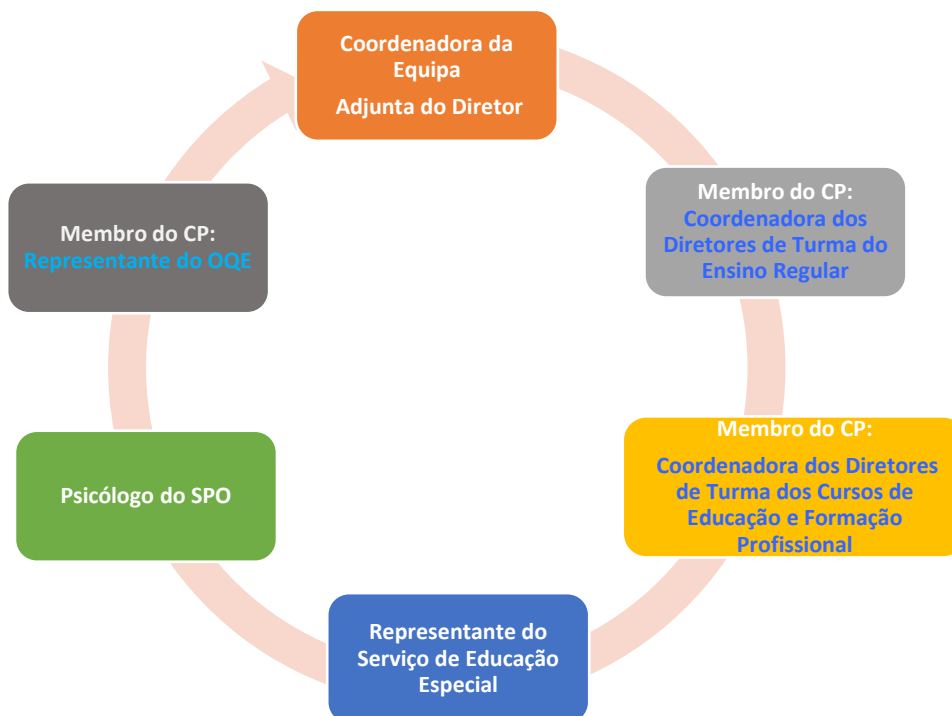 Coordenadora da
Equipa
Adjunta do Diretor
Membro do CP:
Coordenadora dos
Diretores de Turma do
Ensino Regular
Membro do CP:
Coordenadora dos Diretores
de Turma dos Cursos de
Educação e Formação
Profissional
Representante do
Serviço de Educação
Especial
Psicólogo do SPO
Membro do CP:
Representante do OQE